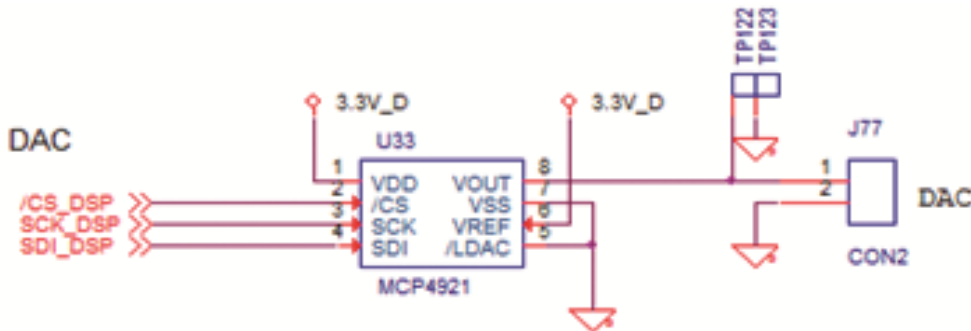 TP122
TP123
3.3V_D
3.3V_D
DAC
U33
J77
1 VDD VOUT 8
2 /CS VSS 7
3 SCK VREF 6
4 SDI /LDAC 5
/CS_DSP
SCK_DSP
SDI_DSP
MCP4921
1
2
DAC
CON2